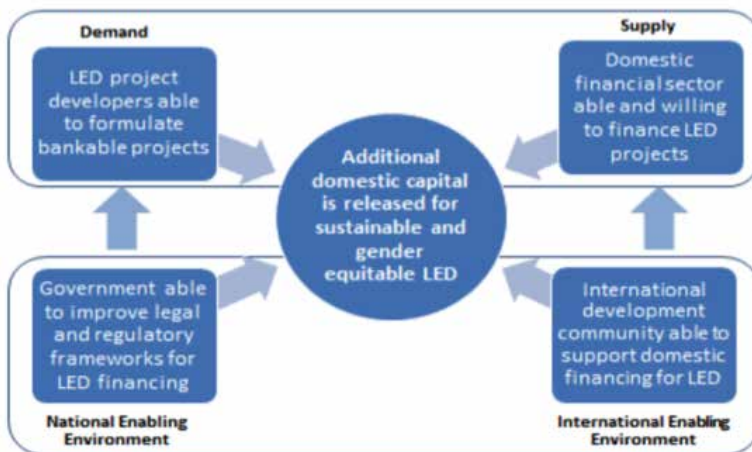 Demand
LED project
developers able
to formulate
bankable projects
Supply
Domestic
financial sector
able and willing
to finance LED
projects
Additional
domestic capital
is released for
sustainable and
gender
equitable LED
Government able
to improve legal
and regulatory
frameworks for
LED financing
National Enabling
Environment
International
development
community able to
support domestic
financing for LED
International Enabling
Environment